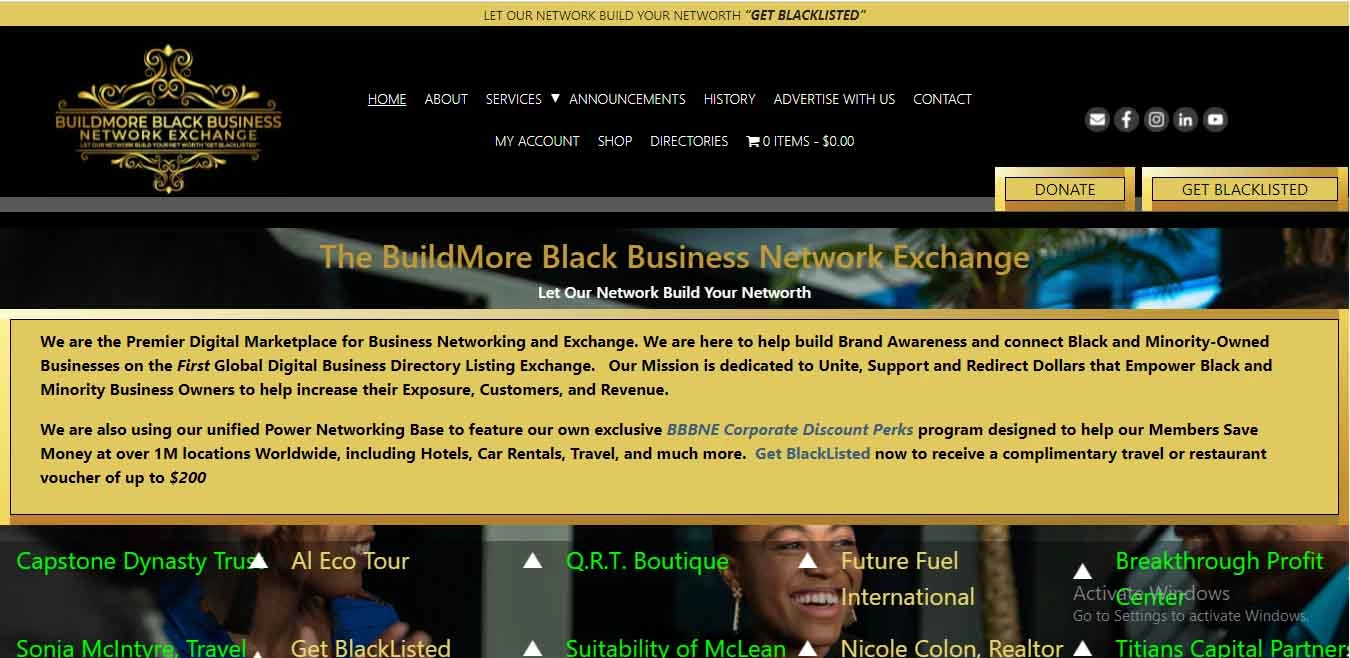 LET OUR NETWORK BUILD YOUR NETWORTH "GET BLACKLISTED"
BUILDMORE BLACK BUSINESS
NETWORK EXCHANGE
LET OUR NETWORK BUILD YOUR NET WORTH "GET BLACKLISTED"
HOME ABOUT SERVICES ▼ ANNOUNCEMENTS HISTORY ADVERTISE WITH US CONTACT
MY ACCOUNT SHOP DIRECTORIES 0 ITEMS - $0.00
DONATE GET BLACKLISTED
The BuildMore Black Business Network Exchange
Let Our Network Build Your Networth
We are the Premier Digital Marketplace for Business Networking and Exchange. We are here to help build Brand Awareness and connect Black and Minority-Owned
Businesses on the First Global Digital Business Directory Listing Exchange. Our Mission is dedicated to Unite, Support and Redirect Dollars that Empower Black and
Minority Business Owners to help increase their Exposure, Customers, and Revenue.
We are also using our unified Power Networking Base to feature our own exclusive BBBNE Corporate Discount Perks program designed to help our Members Save
Money at over 1M locations Worldwide, including Hotels, Car Rentals, Travel, and much more. Get BlackListed now to receive a complimentary travel or restaurant
voucher of up to $200
Capstone Dynasty Trust Al Eco Tour Q.R.T. Boutique Future Fuel Breakthrough Profit
International Center
Activate Windows
Go to Settings to activate Windows.
Sonja McIntyre, Travel Get BlackListed Suitability of McLean Nicole Colon, Realtor Titians Capital Partners